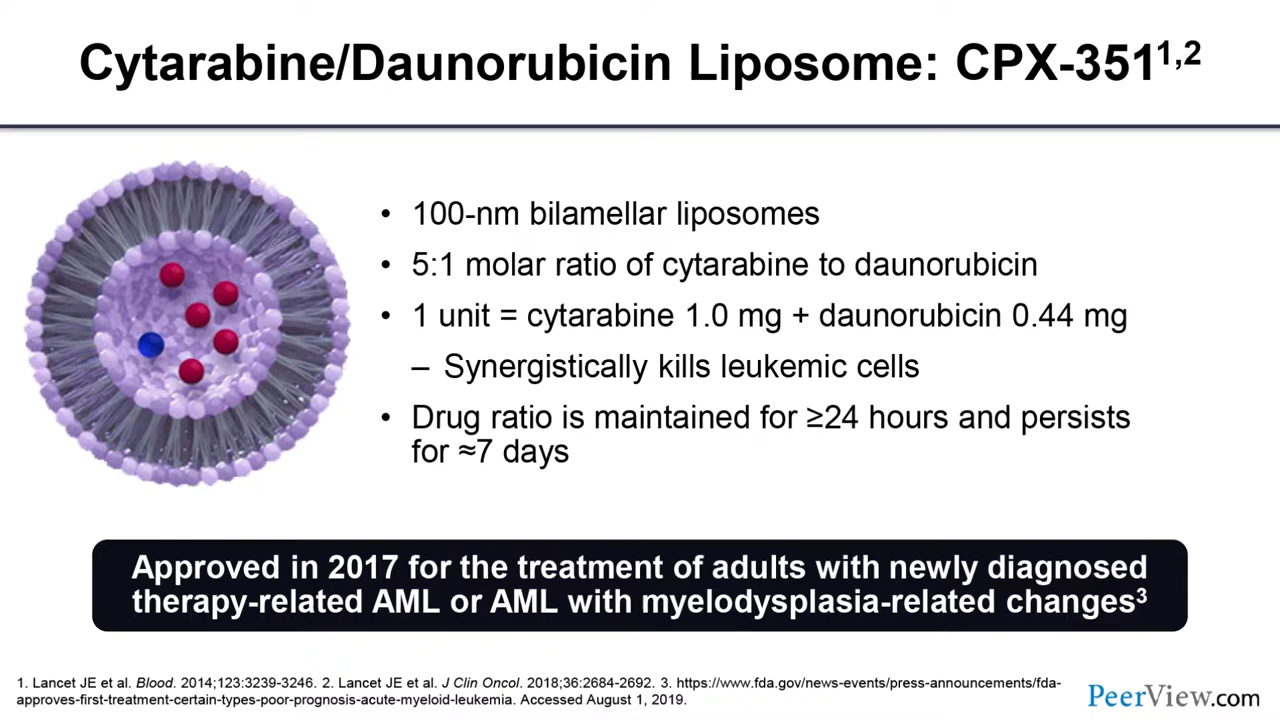 Cytarabine/Daunorubicin Liposome: CPX-351¹,²
• 100-nm bilamellar liposomes
• 5:1 molar ratio of cytarabine to daunorubicin
• 1 unit = cytarabine 1.0 mg + daunorubicin 0.44 mg
– Synergistically kills leukemic cells
• Drug ratio is maintained for ≥24 hours and persists
for ≈7 days
Approved in 2017 for the treatment of adults with newly diagnosed
therapy-related AML or AML with myelodysplasia-related changes³
1. Lancet JE et al. Blood. 2014;123:3239-3246. 2. Lancet JE et al. J Clin Oncol. 2018;36:2684-2692. 3. https://www.fda.gov/news-events/press-announcements/fda-
approves-first-treatment-certain-types-poor-prognosis-acute-myeloid-leukemia. Accessed August 1, 2019.
PeerView.com